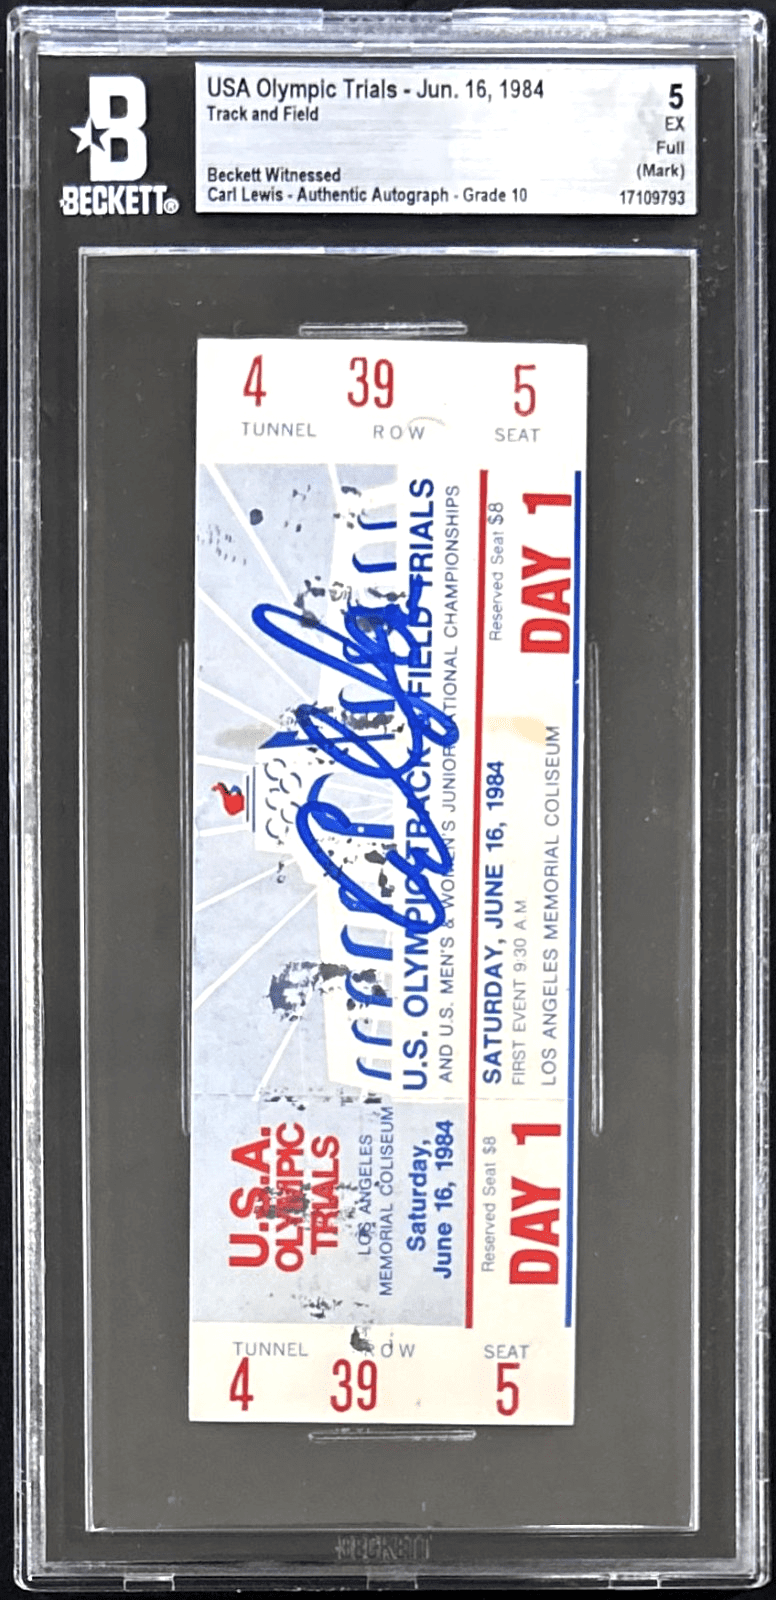 B
BECKETT®
USA Olympic Trials - Jun. 16, 1984
Track and Field
Beckett Witnessed
Carl Lewis - Authentic Autograph - Grade 10
5
EX
Full
(Mark)
17109793
4 39 5
TUNNEL ROW SEAT
U.S. OLYMPIC TRACK & FIELD TRIALS
AND U.S. MEN'S & WOMEN'S JUNIOR NATIONAL CHAMPIONSHIPS
Reserved Seat $8
DAY 1
SATURDAY, JUNE 16, 1984
FIRST EVENT 9:30 A.M
LOS ANGELES MEMORIAL COLISEUM
U.S.A.
OLYMPIC
TRIALS
LOS ANGELES
MEMORIAL COLISEUM
Saturday,
June 16, 1984
Reserved Seat $8
DAY 1
TUNNEL ROW SEAT
4 39 5
BECKETT